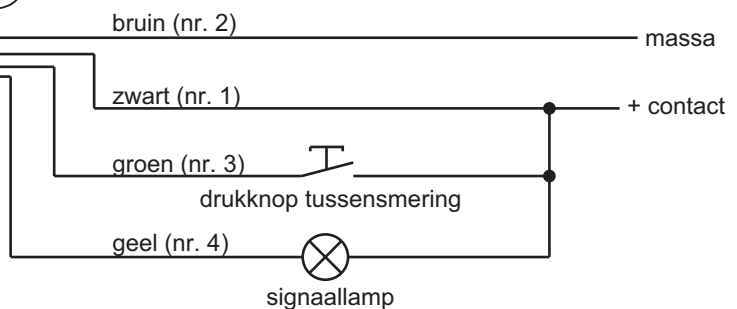 bruin (nr. 2)
massa
zwart (nr. 1)
+ contact
groen (nr. 3)
drukknop tussensmering
geel (nr. 4)
signaallamp